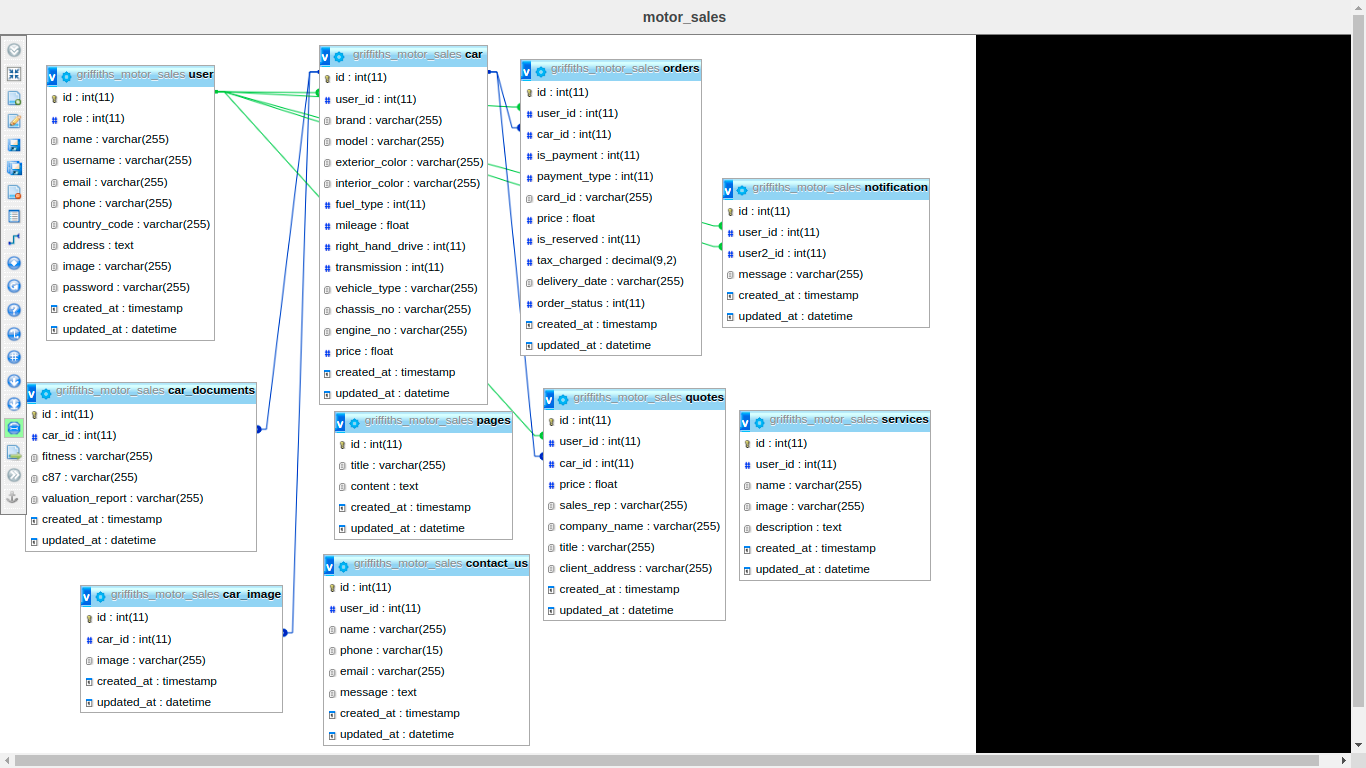 motor_sales
griffiths_motor_sales user
id : int(11)
role : int(11)
name : varchar(255)
username : varchar(255)
email : varchar(255)
phone : varchar(255)
country_code : varchar(255)
address : text
image : varchar(255)
password : varchar(255)
created_at : timestamp
updated_at : datetime
griffiths_motor_sales car
id : int(11)
user_id : int(11)
brand : varchar(255)
model : varchar(255)
exterior_color : varchar(255)
interior_color : varchar(255)
fuel_type : int(11)
mileage : float
right_hand_drive : int(11)
transmission : int(11)
vehicle_type : varchar(255)
chassis_no : varchar(255)
engine_no : varchar(255)
price : float
created_at : timestamp
updated_at : datetime
griffiths_motor_sales orders
id : int(11)
user_id : int(11)
car_id : int(11)
is_payment : int(11)
payment_type : int(11)
card_id : varchar(255)
price : float
is_reserved : int(11)
tax_charged : decimal(9,2)
delivery_date : varchar(255)
order_status : int(11)
created_at : timestamp
updated_at : datetime
griffiths_motor_sales notification
id : int(11)
user_id : int(11)
user2_id : int(11)
message : varchar(255)
created_at : timestamp
updated_at : datetime
griffiths_motor_sales car_documents
id : int(11)
car_id : int(11)
fitness : varchar(255)
c87 : varchar(255)
valuation_report : varchar(255)
created_at : timestamp
updated_at : datetime
griffiths_motor_sales pages
id : int(11)
title : varchar(255)
content : text
created_at : timestamp
updated_at : datetime
griffiths_motor_sales quotes
id : int(11)
user_id : int(11)
car_id : int(11)
price : float
sales_rep : varchar(255)
company_name : varchar(255)
title : varchar(255)
client_address : varchar(255)
created_at : timestamp
updated_at : datetime
griffiths_motor_sales services
id : int(11)
user_id : int(11)
name : varchar(255)
image : varchar(255)
description : text
created_at : timestamp
updated_at : datetime
griffiths_motor_sales car_image
id : int(11)
car_id : int(11)
image : varchar(255)
created_at : timestamp
updated_at : datetime
griffiths_motor_sales contact_us
id : int(11)
user_id : int(11)
name : varchar(255)
phone : varchar(15)
email : varchar(255)
message : text
created_at : timestamp
updated_at : datetime